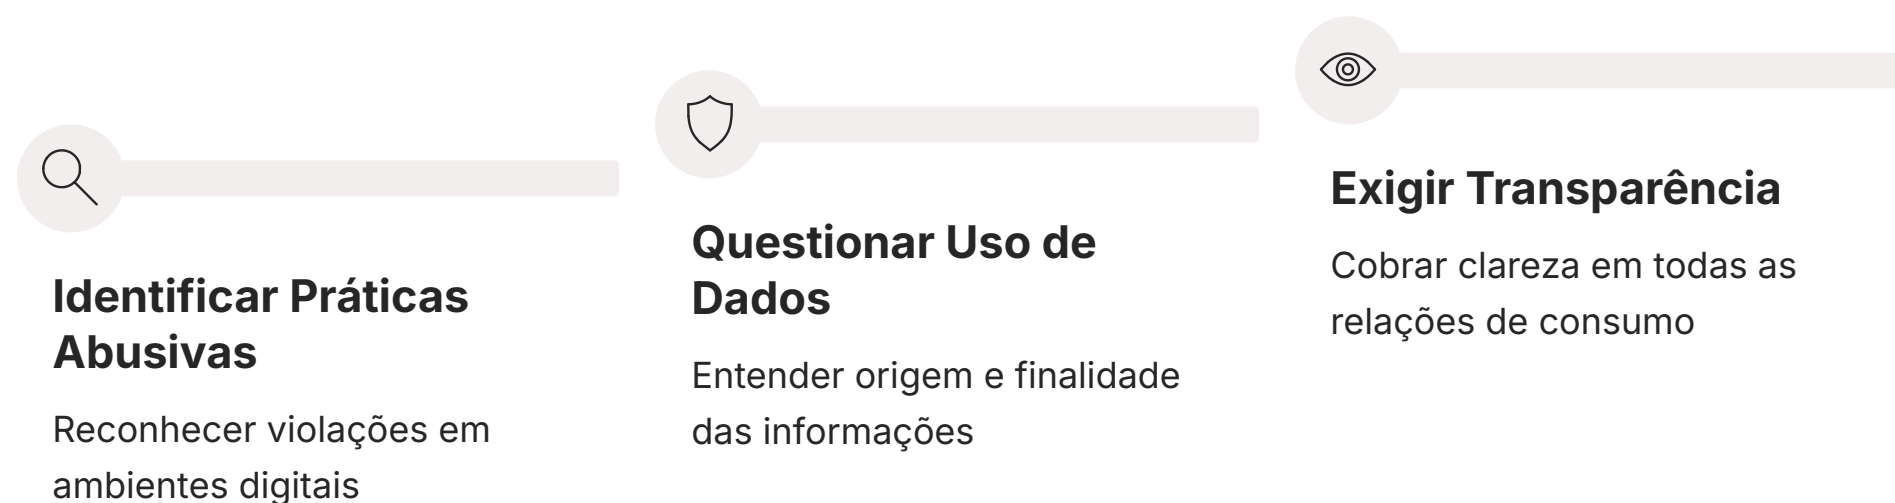 Identificar Práticas
Abusivas
Reconhecer violações em
ambientes digitais
Questionar Uso de
Dados
Entender origem e finalidade
das informações
Exigir Transparência
Cobrar clareza em todas as
relações de consumo